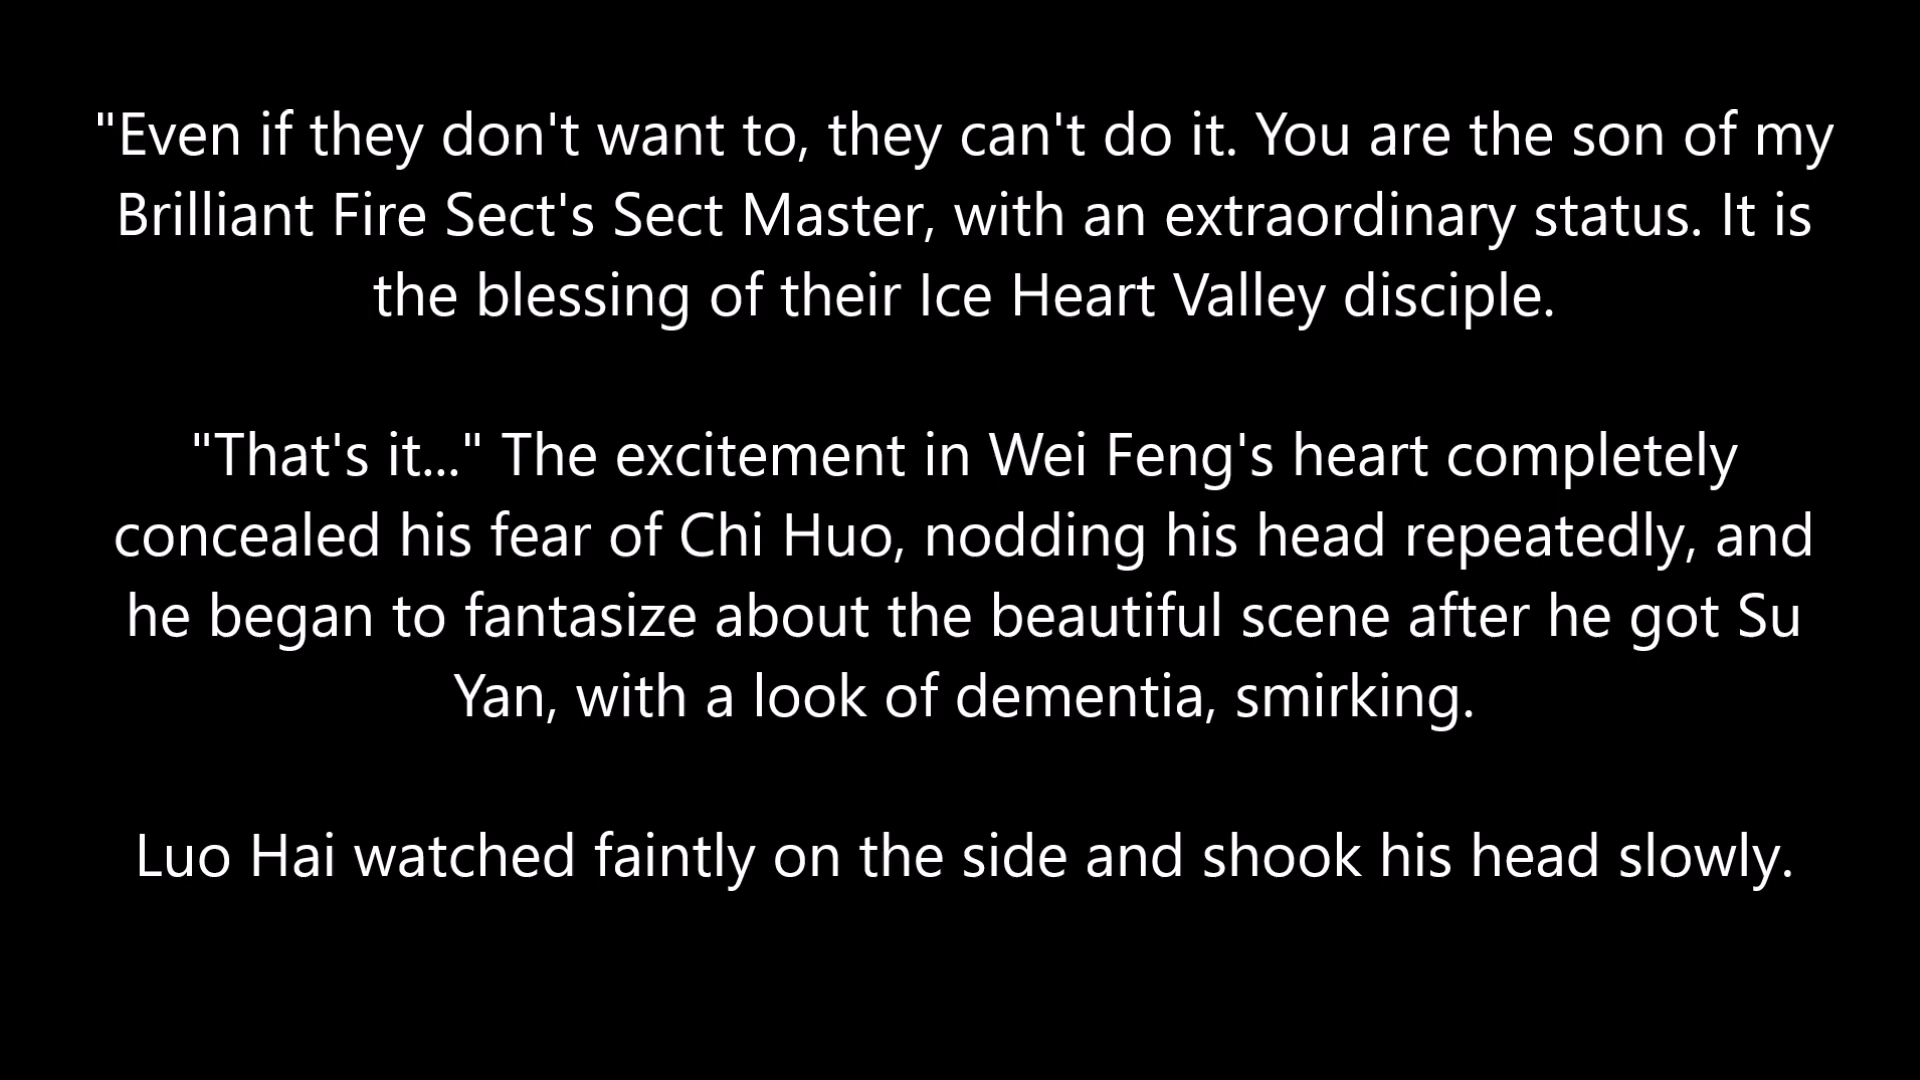 "Even if they don't want to, they can't do it. You are the son of my
Brilliant Fire Sect's Sect Master, with an extraordinary status. It is
the blessing of their Ice Heart Valley disciple.
"That's it..." The excitement in Wei Feng's heart completely
concealed his fear of Chi Huo, nodding his head repeatedly, and
he began to fantasize about the beautiful scene after he got Su
Yan, with a look of dementia, smirking.
Luo Hai watched faintly on the side and shook his head slowly.